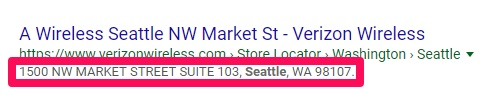 A Wireless Seattle NW Market St - Verizon Wireless
https://www.verizonwireless.com › Store Locator › Washington › Seattle
1500 NW MARKET STREET SUITE 103, Seattle, WA 98107.